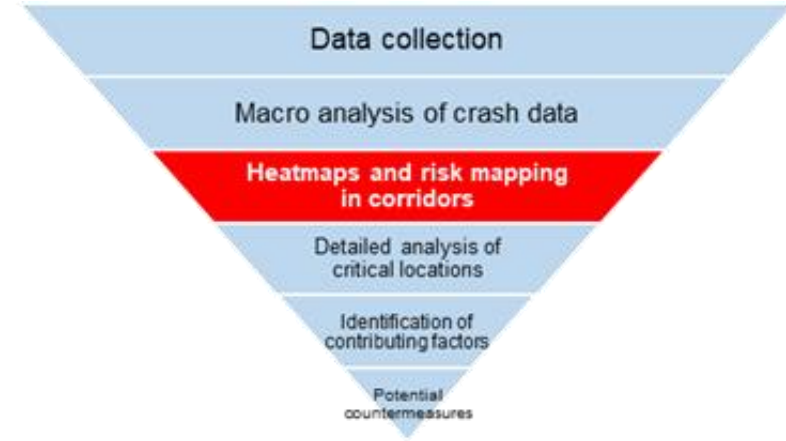 Data collection
Macro analysis of crash data
Heatmaps and risk mapping
in corridors
Detailed analysis of
critical locations
Identification of
contributing factors
Potential
countermeasures